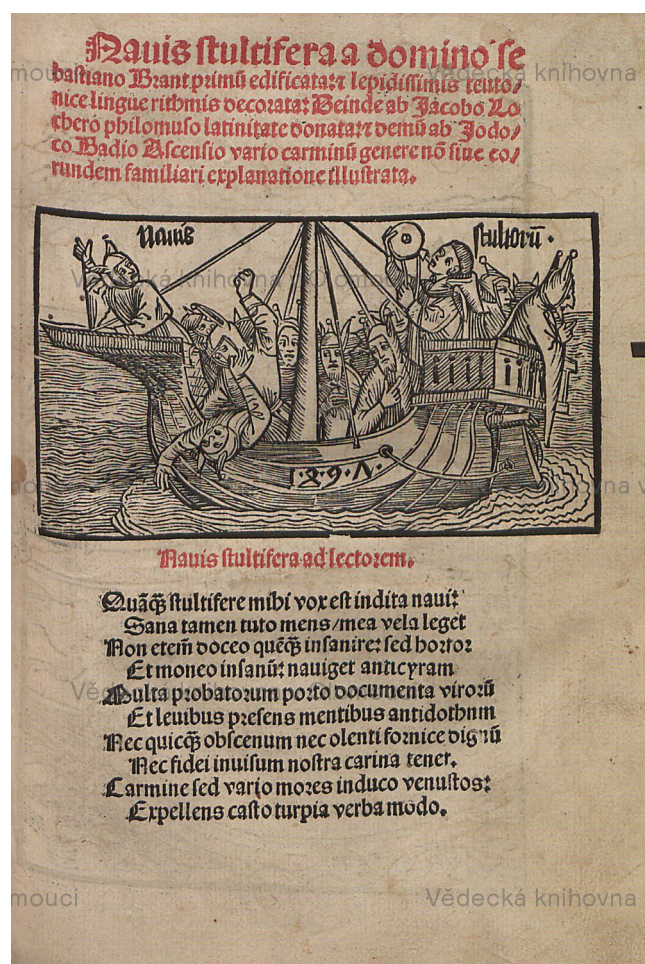 Nauis stultifera a domino se
bastiano Brant primū edificata: ⁊ lepidissimis teuto/
nice lingue rithmis decorata: Deinde ab Jacobo Lo
chero philomuso latinitate donata: ⁊ demū ab Jodo/
co Badio Ascensio vario carminū genere nō sine eo/
rundem familiari explanatione illustrata.
Nauis stultorū.
1.4.9.7.
Nauis stultifera ad lectorem.
Quāq̄ stultifere mihi vox est indita naui:
Sana tamen tuto mens/mea vela leget
Non etem̄ doceo quēq̄ insanire: sed hortor
Et moneo insanū: nauiget anticyram
Multa probatorum porto documenta virorū
Et leuibus presens mentibus antidothum
Nec quicq̄ obscenum nec olenti fornice dignū
Nec fidei inuisum nostra carina tenet.
Carmine sed vario mores induco venustos:
Expellens casto turpia verba modo.
Vědecká knihovna
Vědecká knihovna v Olomouci
mouci
Vědecká knihovna